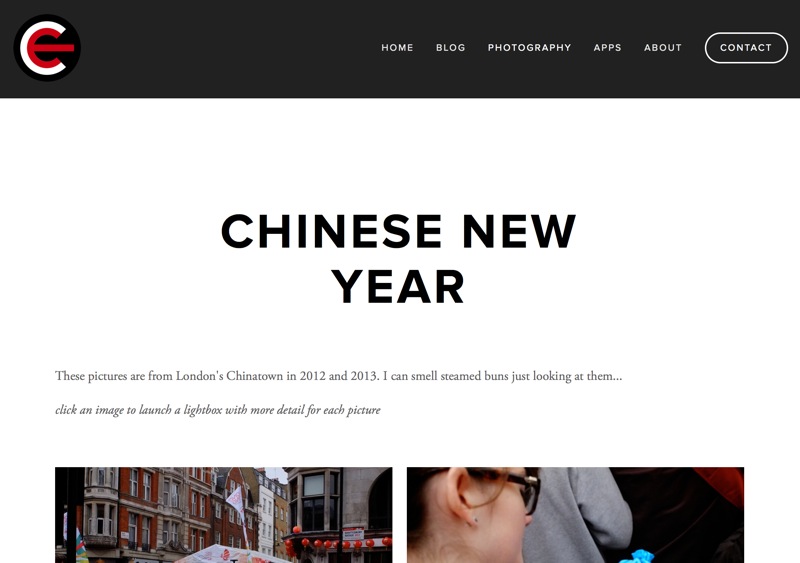 HOME BLOG PHOTOGRAPHY APPS ABOUT CONTACT
CHINESE NEW
YEAR
These pictures are from London's Chinatown in 2012 and 2013. I can smell steamed buns just looking at them...
click an image to launch a lightbox with more detail for each picture